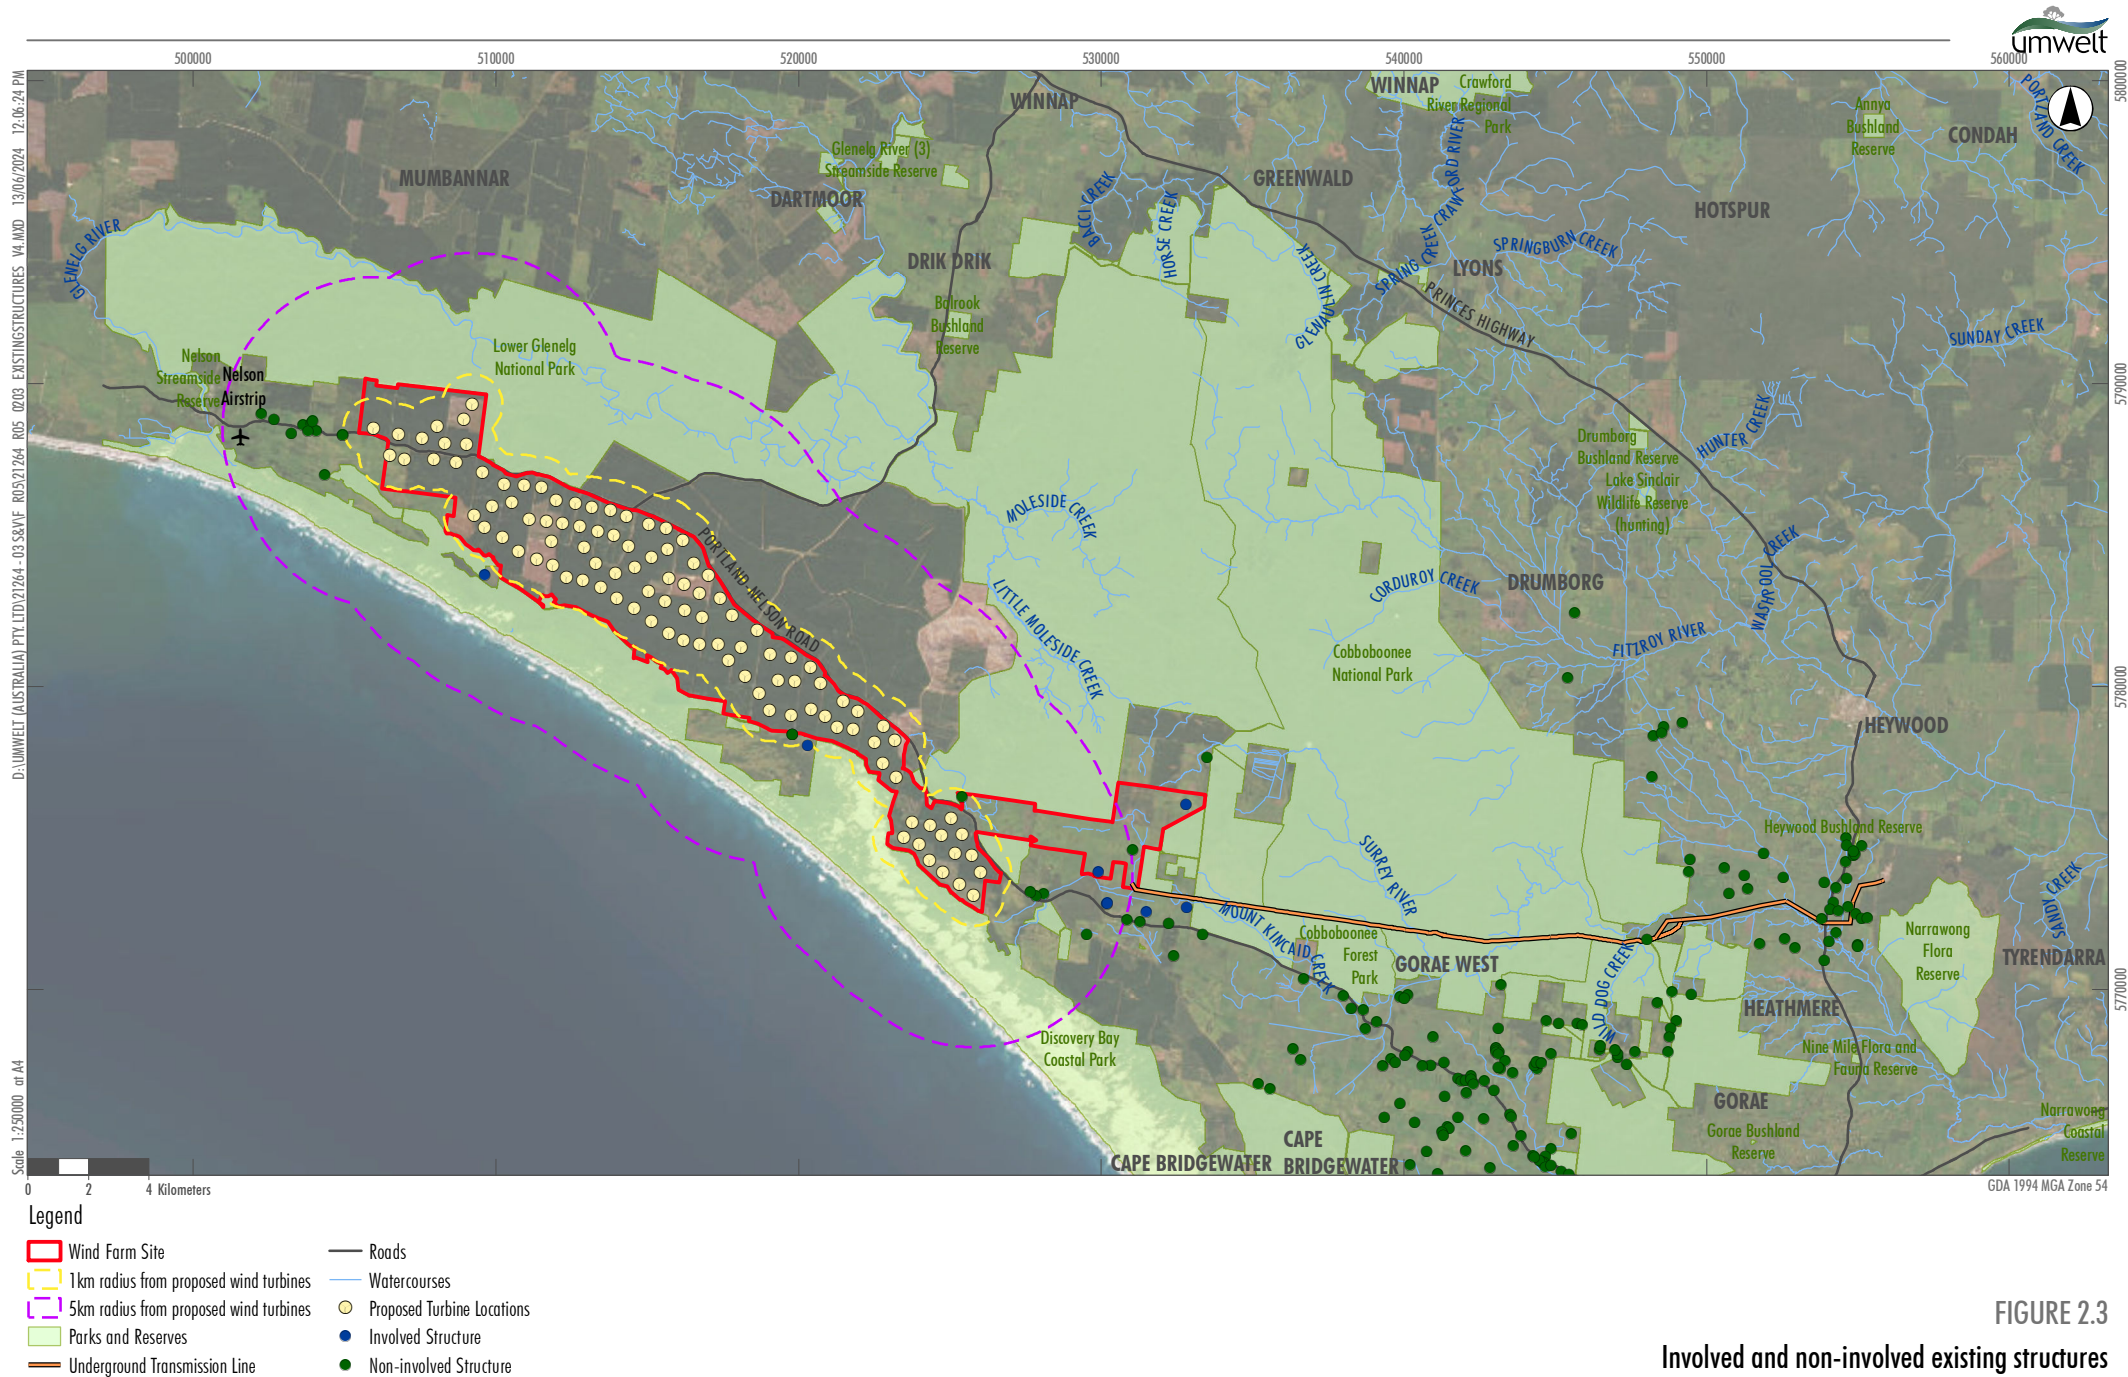 umwelt
500000
510000
520000
530000
540000
550000
560000
5800000
5790000
5780000
5770000
D:\UMWELT (AUSTRALIA) PTY. LTD\21264 - 03 S&V\F R05\21264 R05 0203 EXISTINGSTRUCTURES V4.MXD 13/06/2024 12:06:24 PM
Scale 1:250000 at A4
WINNAP
WINNAP
Crawford
River Regional
Park
Annya
Bushland
Reserve
CONDAH
PORTLAND CREEK
MUMBANNAR
Glenelg River (3)
Streamside Reserve
DARTMOOR
GREENWALD
HOTSPUR
BACCI CREEK
HORSE CREEK
CRAWFORD RIVER
SPRING CREEK
SPRINGBURN CREEK
LYONS
GLENELG RIVER
DRIK DRIK
GLENAULIN CREEK
PRINCES HIGHWAY
SUNDAY CREEK
Bolrook
Bushland
Reserve
Nelson
Streamside
Reserve
Nelson
Airstrip
Lower Glenelg
National Park
HUNTER CREEK
Drumborg
Bushland Reserve
Lake Sinclair
Wildlife Reserve
(hunting)
MOLESIDE CREEK
PORTLAND-NELSON ROAD
LITTLE MOLESIDE CREEK
CORDUROY CREEK
DRUMBORG
WASHPOOL CREEK
FITZROY RIVER
Cobboboonee
National Park
HEYWOOD
Heywood Bushland Reserve
SURREY RIVER
SANDY CREEK
MOUNT KINCAID CREEK
Cobboboonee
Forest
Park
GORAE WEST
WILD DOG CREEK
Narrawong
Flora
Reserve
TYRENDARRA
HEATHMERE
Discovery Bay
Coastal Park
Nine Mile Flora and
Fauna Reserve
GORAE
Gorae Bushland
Reserve
Narrawong
Coastal
Reserve
CAPE BRIDGEWATER
CAPE
BRIDGEWATER
0 2 4 Kilometers
GDA 1994 MGA Zone 54
Legend
Wind Farm Site
1km radius from proposed wind turbines
5km radius from proposed wind turbines
Parks and Reserves
Underground Transmission Line
Roads
Watercourses
Proposed Turbine Locations
Involved Structure
Non-involved Structure
FIGURE 2.3
Involved and non-involved existing structures